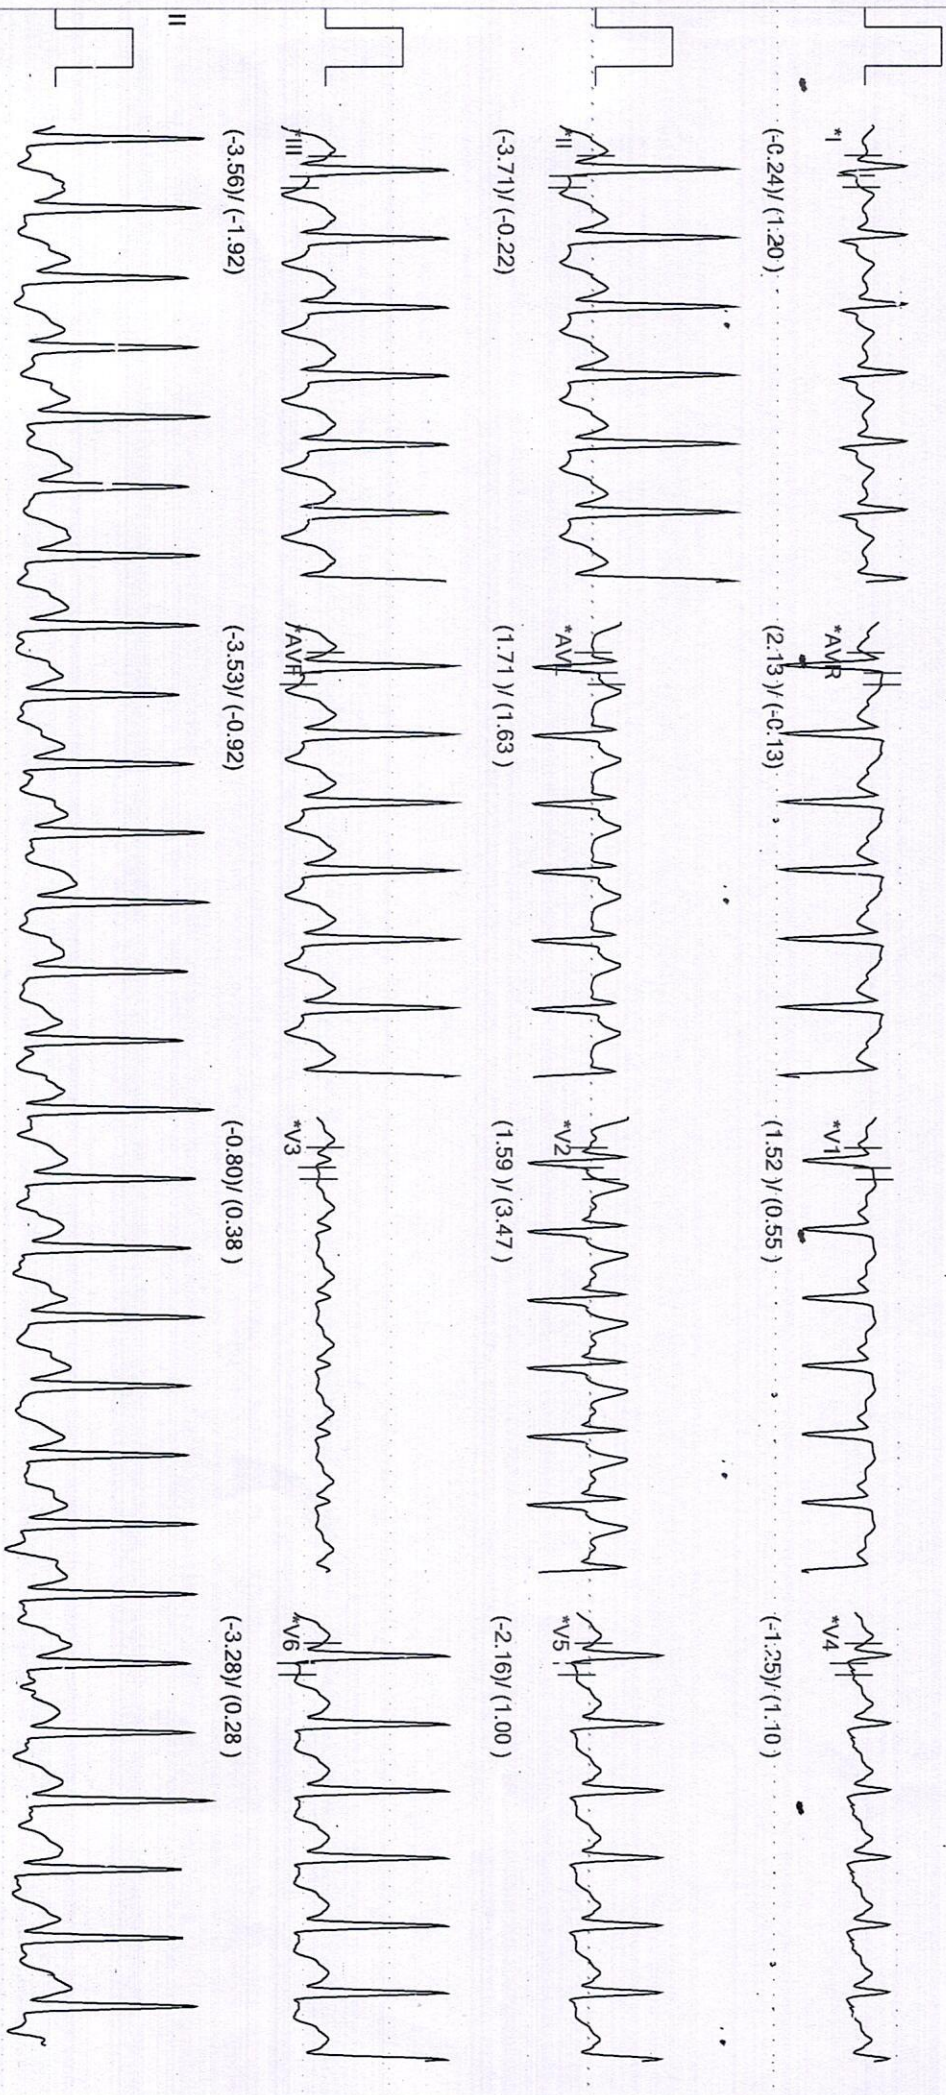 *I
(-0.24)/ (1.20 )
*AVR
(2.13 )/ (-0.13)
*V1
(1.52 )/ (0.55 )
*V4
(-1.25)/ (1.10 )
*II
(-3.71)/ (-0.22)
*AVL
(1.71 )/ (1.63 )
*V2
(1.59 )/ (3.47 )
*V5
(-2.16)/ (1.00 )
*III
(-3.56)/ (-1.92)
*AVF
(-3.53)/ (-0.92)
*V3
(-0.80)/ (0.38 )
*V6
(-3.28)/ (0.28 )
II